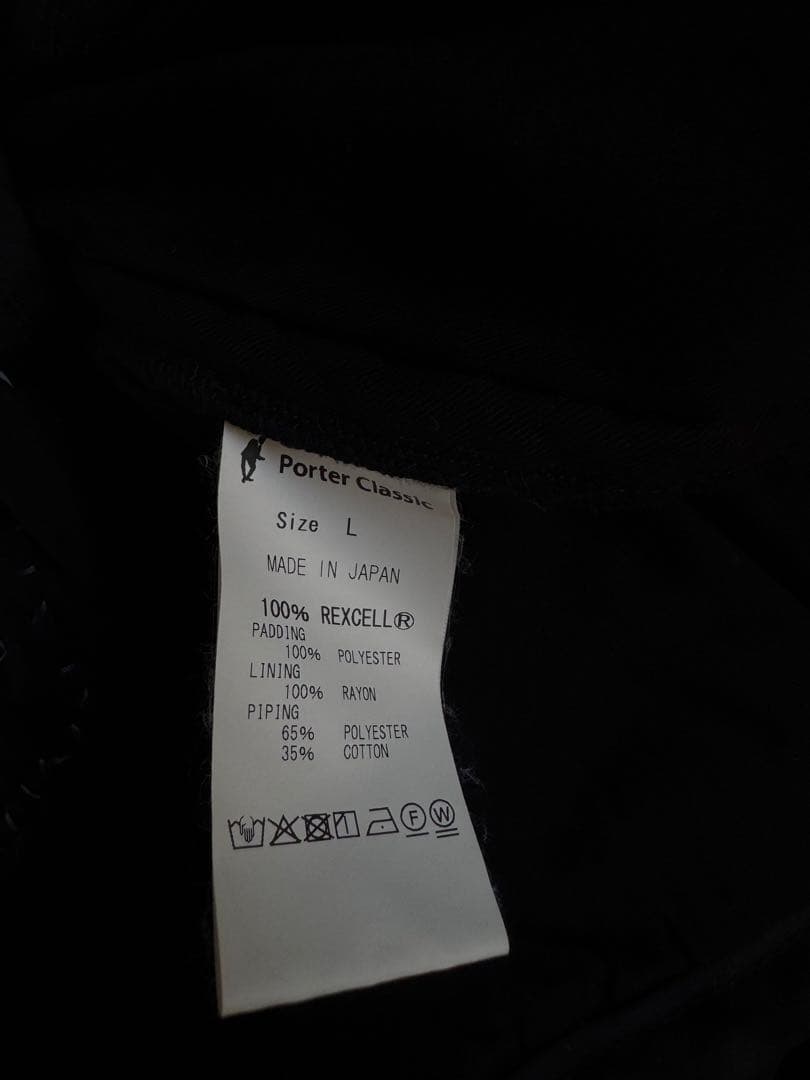 Porter Classic
Size L
MADE IN JAPAN
100% REXCELL®
PADDING
100% POLYESTER
LINING
100% RAYON
PIPING
65% POLYESTER
35% COTTON
F W